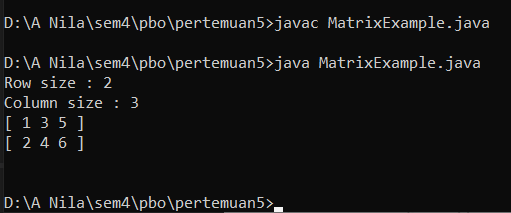 D:\A Nila\sem4\pbo\pertemuan5>javac MatrixExample.java
D:\A Nila\sem4\pbo\pertemuan5>java MatrixExample.java
Row size : 2
Column size : 3
[ 1 3 5 ]
[ 2 4 6 ]
D:\A Nila\sem4\pbo\pertemuan5>